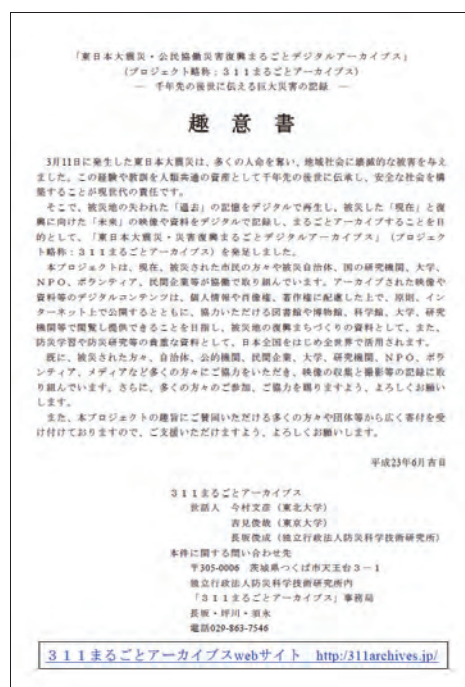 「東日本大震災・公民協働災害復興まるごとデジタルアーカイブス」
(プロジェクト略称:311まるごとアーカイブス)
― 千年先の後世に伝える巨大災害の記録 ―
趣 意 書
3月11日に発生した東日本大震災は、多くの人命を奪い、地域社会に壊滅的な被害を与え
ました。この経験や教訓を人類共通の資産として千年先の後世に伝承し、安全な社会を構
築することが現世代の責任です。
そこで、被災地の失われた「過去」の記憶をデジタルで再生し、被災した「現在」と復
興に向けた「未来」の映像や資料をデジタルで記録し、まるごとアーカイブすることを目
的として、「東日本大震災・災害復興まるごとデジタルアーカイブス」(プロジェク
ト略称:311まるごとアーカイブス)を発足しました。
本プロジェクトは、現在、被災された市民の方々や被災自治体、国の研究機関、大学、
NPO、ボランティア、民間企業等が協働で取り組んでいます。アーカイブされた映像や
資料等のデジタルコンテンツは、個人情報や肖像権、著作権に配慮した上で、原則、イン
ターネット上で公開するとともに、協力いただける図書館や博物館、科学館、大学、研究
機関等で閲覧し提供できることを目指し、被災地の復興まちづくりの資料として、また、
防災学習や防災研究等の貴重な資料として、日本全国をはじめ全世界で活用されます。
既に、被災された方々、自治体、公的機関、民間企業、大学、研究機関、NPO、ボラ
ンティア、メディアなど多くの方々にご協力をいただき、映像の収集と撮影等の記録に取
り組んでいます。さらに、多くの方々のご参加、ご協力を賜りますよう、よろしくお願い
します。
また、本プロジェクトの趣旨にご賛同いただける多くの方々や団体等から広く寄付を受
け付けておりますので、ご支援いただけますよう、よろしくお願いします。
平成23年6月吉日
311まるごとアーカイブス
世話人 今村文彦(東北大学)
吉見俊哉(東京大学)
長坂俊成(独立行政法人防災科学技術研究所)
本件に関する問い合わせ先
〒305-0006 茨城県つくば市天王台3-1
独立行政法人防災科学技術研究所内
「311まるごとアーカイブス」事務局
長坂・坪川・須永
電話029-863-7546
311まるごとアーカイブスwebサイト http:/311archives.jp/